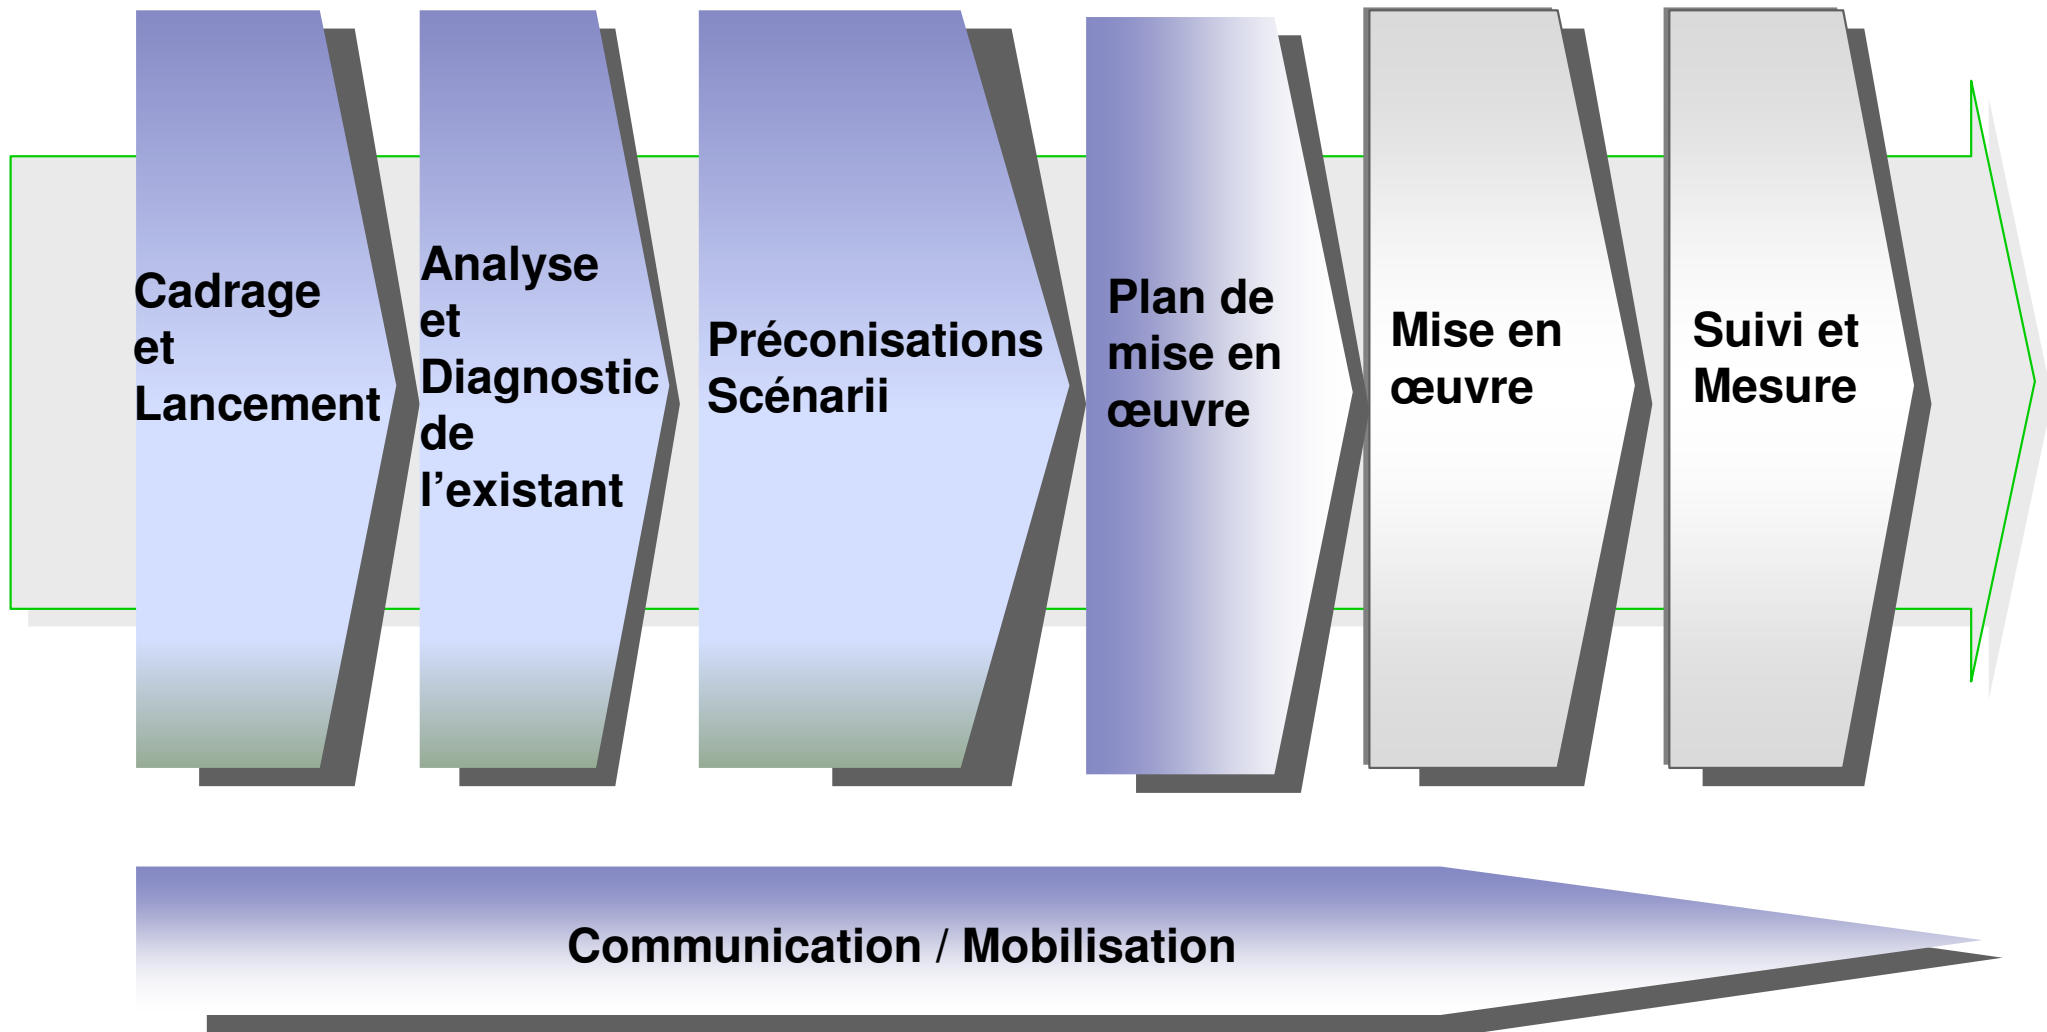 Cadrage
et
Lancement
Analyse
et
Diagnostic
de
l’existant
Préconisations
Scénarii
Plan de
mise en
œuvre
Mise en
œuvre
Suivi et
Mesure
Communication / Mobilisation